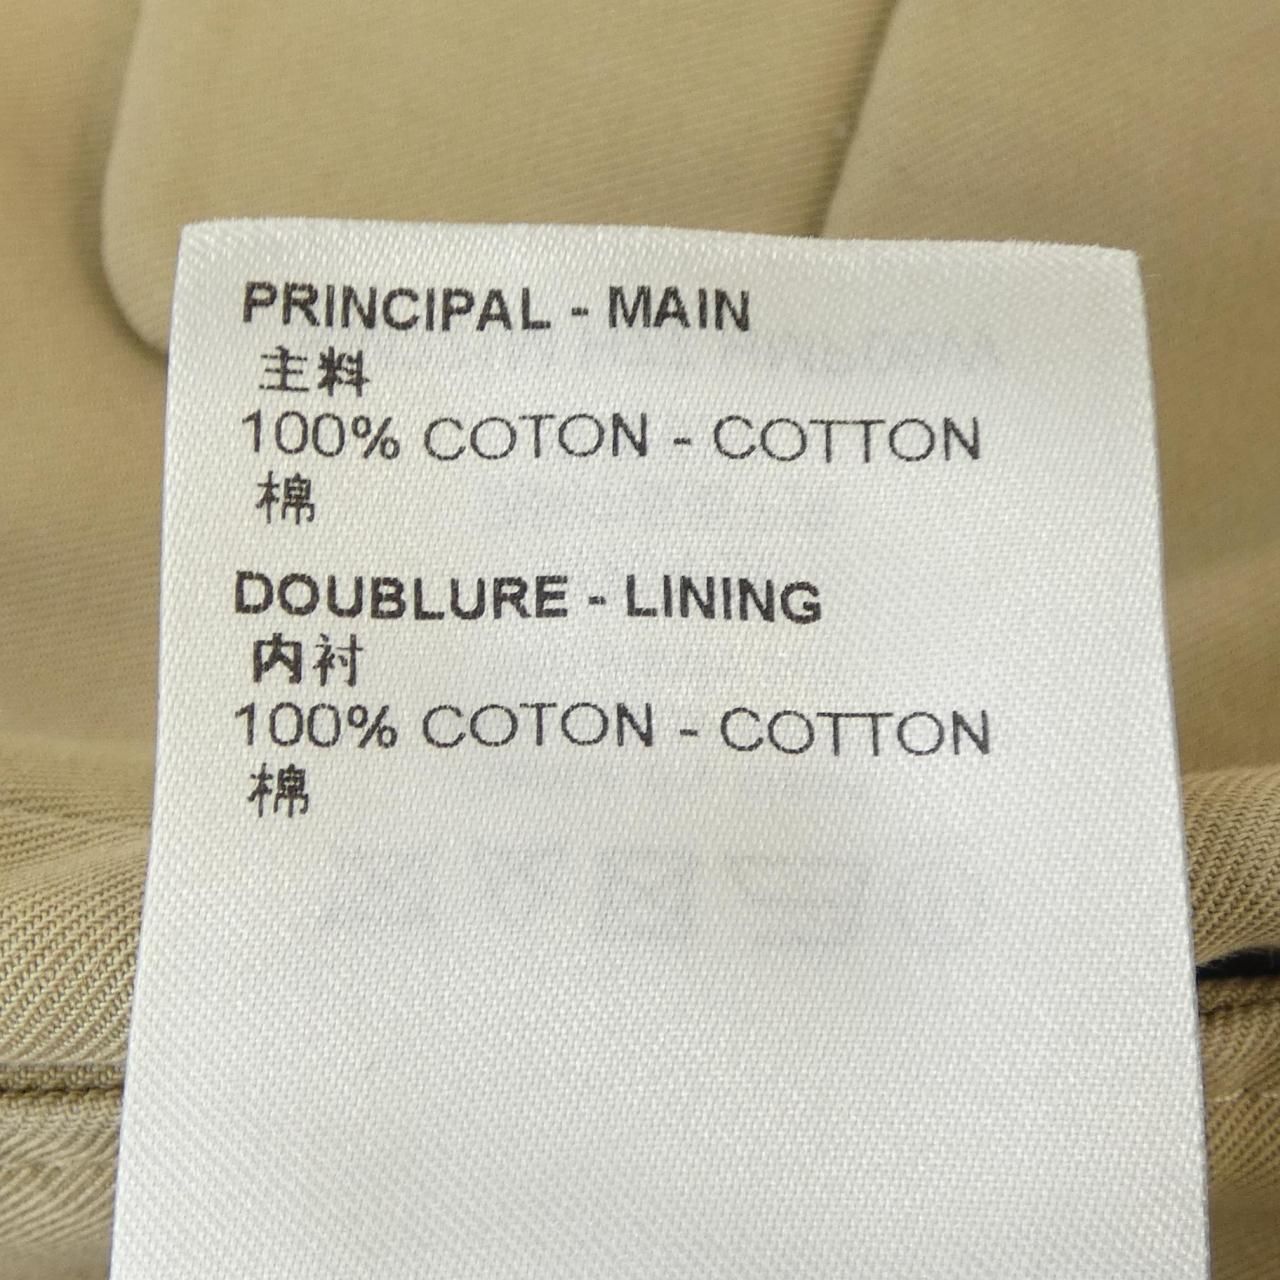 PRINCIPAL - MAIN
主料
100% COTON - COTTON
棉
DOUBLURE - LINING
内衬
100% COTON - COTTON
棉